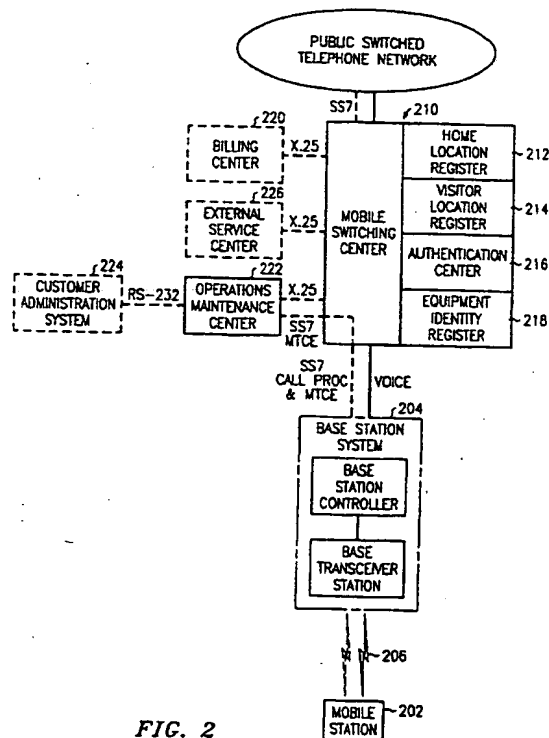 PUBLIC SWITCHED
TELEPHONE NETWORK
SS7
210
220
BILLING
CENTER
X.25
HOME
LOCATION
REGISTER
212
226
EXTERNAL
SERVICE
CENTER
X.25
MOBILE
SWITCHING
CENTER
VISITOR
LOCATION
REGISTER
214
AUTHENTICATION
CENTER
216
224
CUSTOMER
ADMINISTRATION
SYSTEM
RS-232
222
OPERATIONS
MAINTENANCE
CENTER
X.25
SS7
MTCE
EQUIPMENT
IDENTITY
REGISTER
218
SS7
CALL PROC
& MTCE
VOICE
204
BASE STATION
SYSTEM
BASE
STATION
CONTROLLER
BASE
TRANSCEIVER
STATION
206
MOBILE
STATION
202
FIG. 2